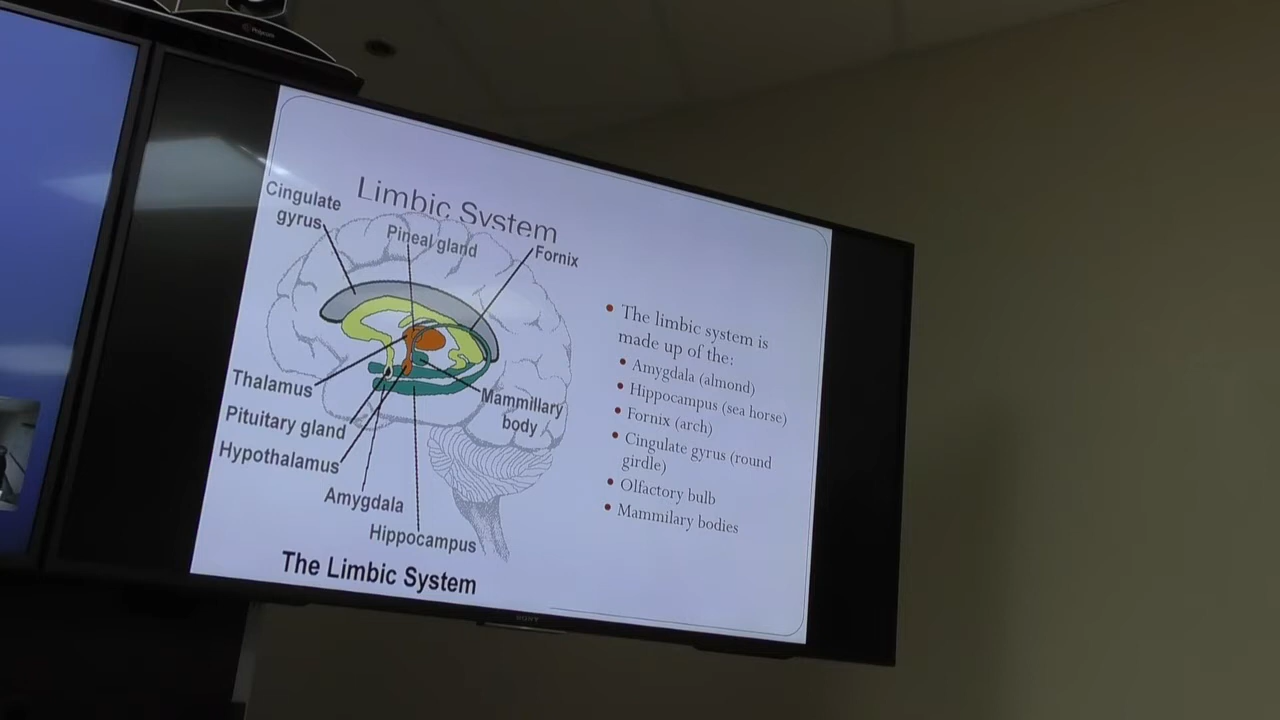 Polycom
Limbic System
Cingulate
gyrus
Pineal gland
Fornix
Thalamus
Pituitary gland
Hypothalamus
Amygdala
Hippocampus
Mammillary
body
The Limbic System
The limbic system is
made up of the:
Amygdala (almond)
Hippocampus (sea horse)
Fornix (arch)
Cingulate gyrus (round
girdle)
Olfactory bulb
Mammilary bodies
SONY